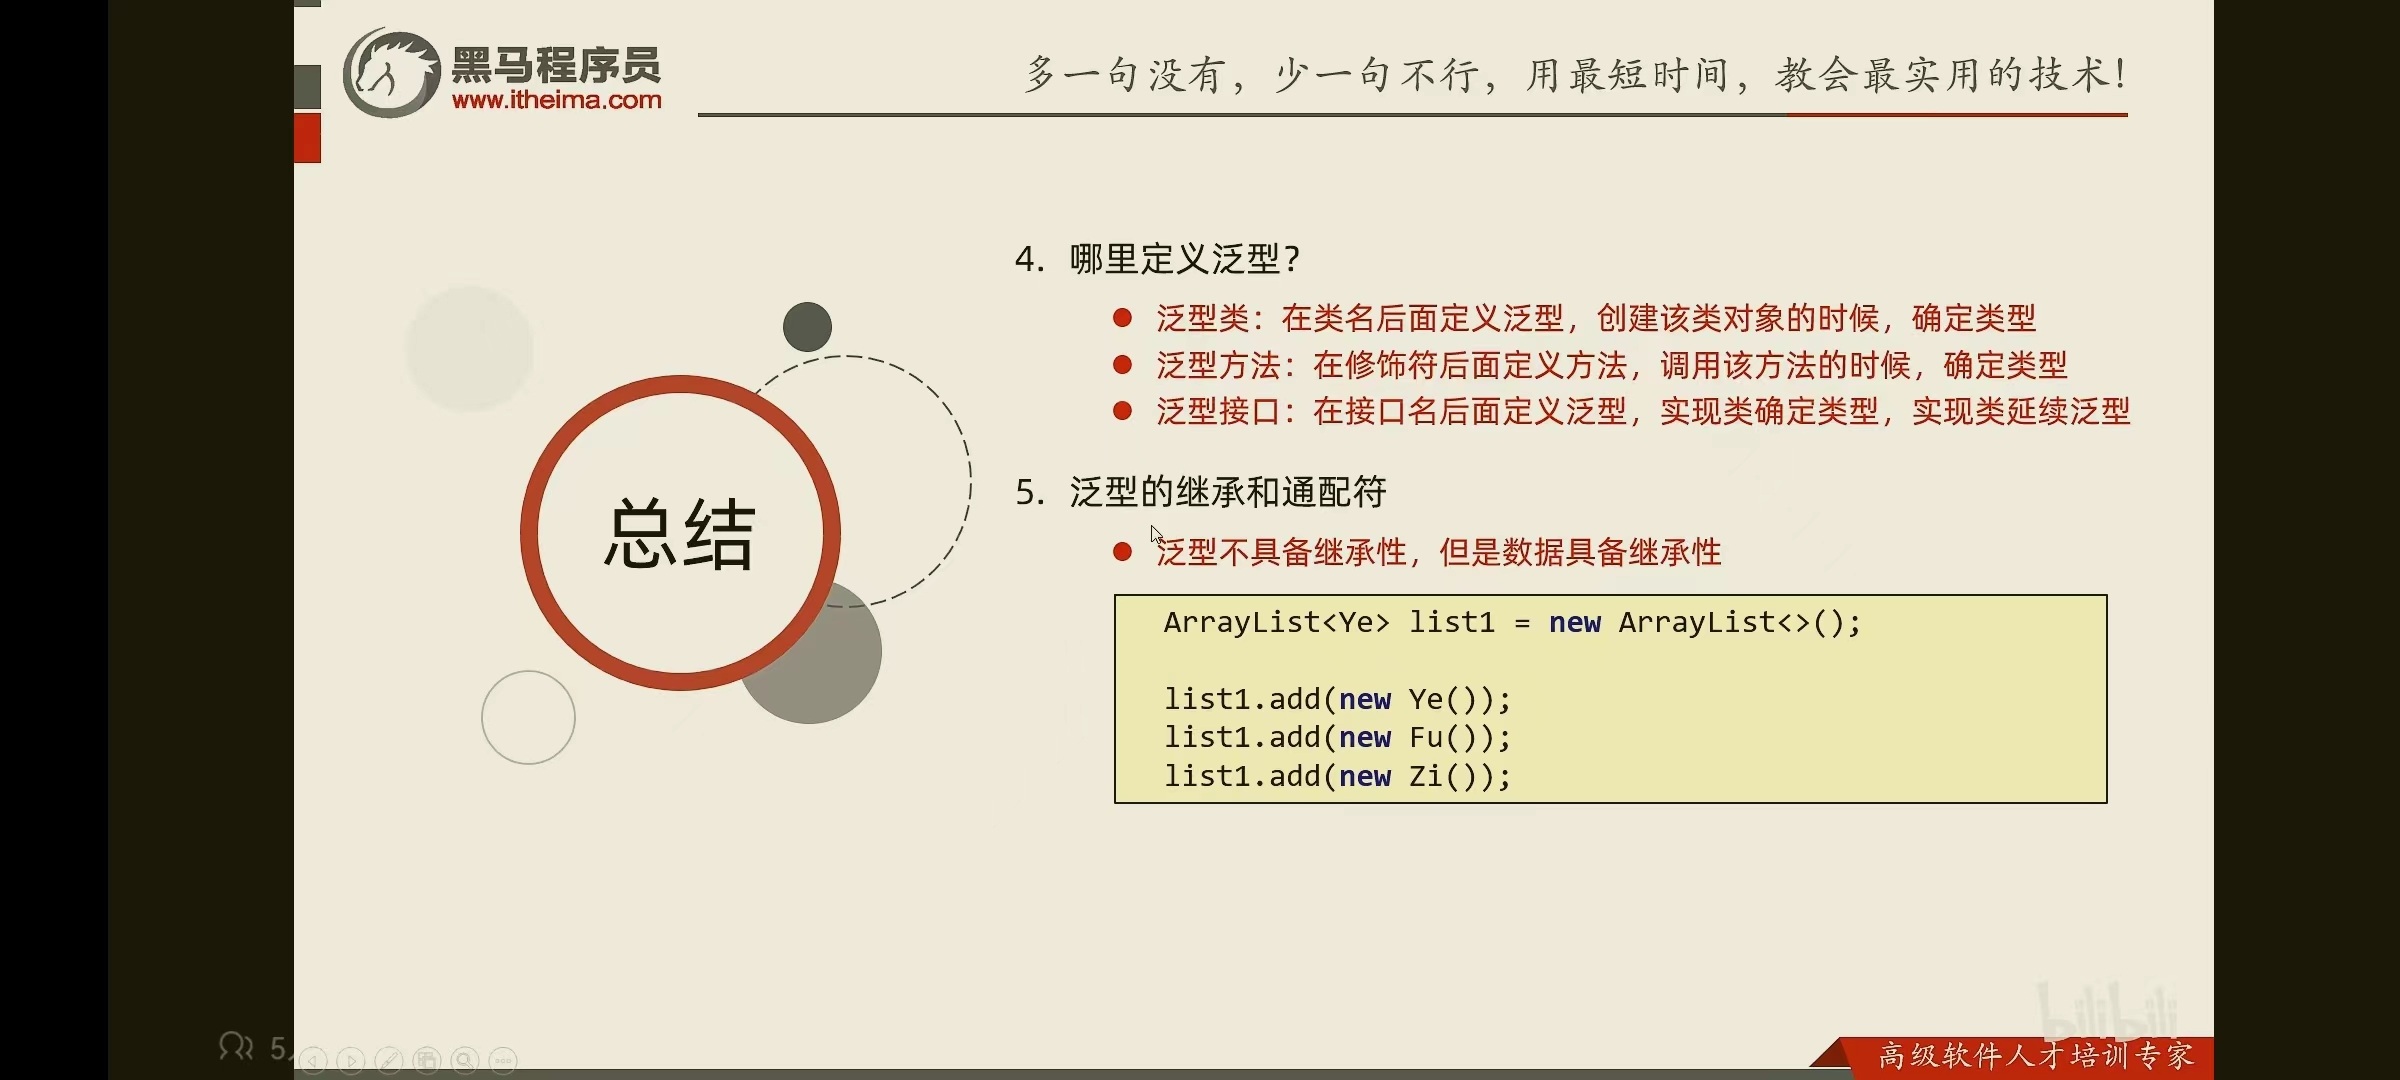 黑马程序员
www.itheima.com
多一句没有，少一句不行，用最短时间，教会最实用的技术！
4. 哪里定义泛型？
泛型类：在类名后面定义泛型，创建该类对象的时候，确定类型
泛型方法：在修饰符后面定义方法，调用该方法的时候，确定类型
泛型接口：在接口名后面定义泛型，实现类确定类型，实现类延续泛型
总结
5. 泛型的继承和通配符
泛型不具备继承性，但是数据具备继承性
ArrayList<Ye> list1 = new ArrayList<>();
list1.add(new Ye());
list1.add(new Fu());
list1.add(new Zi());
bilibili
高级软件人才培训专家